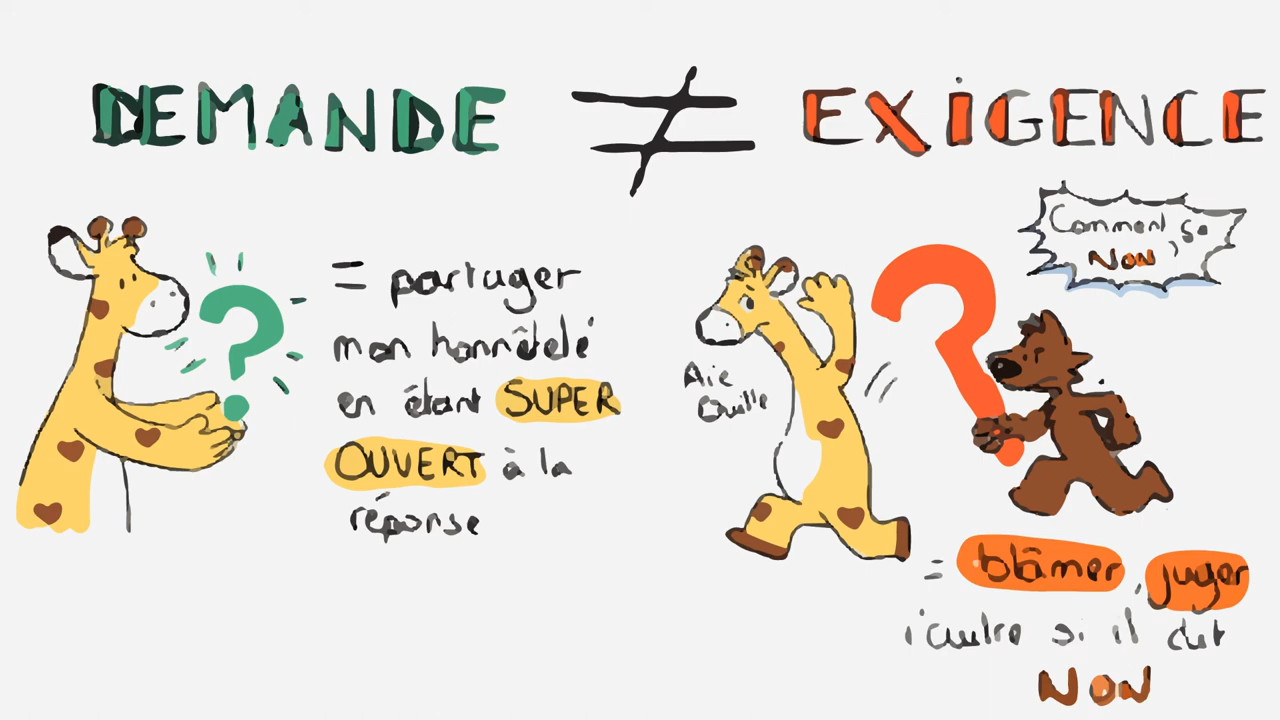 DEMANDE ≠ EXIGENCE
= partager
mon honnêteté
en étant SUPER
OUVERT à la
réponse
Comment ça
NON ?
Aie
Ouille
= blâmer, juger
l'autre si il dit
NON